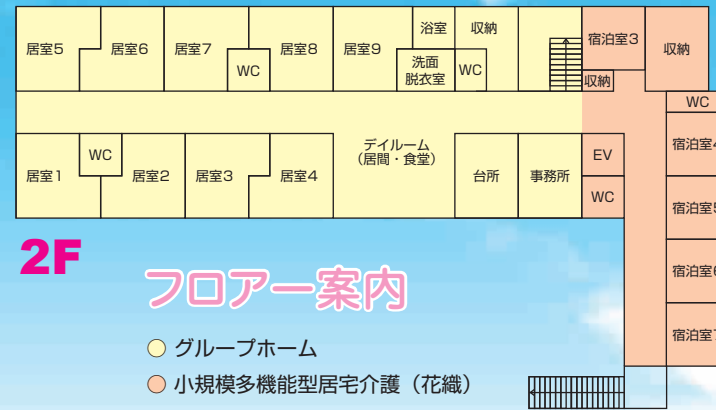 居室5
居室6
居室7
WC
居室8
居室9
浴室
洗面
脱衣室
収納
WC
収納
宿泊室3
収納
WC
居室1
WC
居室2
居室3
居室4
デイルーム
（居間・食堂）
台所
事務所
EV
WC
宿泊室4
宿泊室5
宿泊室6
宿泊室7
2F
フロアー案内
グループホーム
小規模多機能型居宅介護（花織）